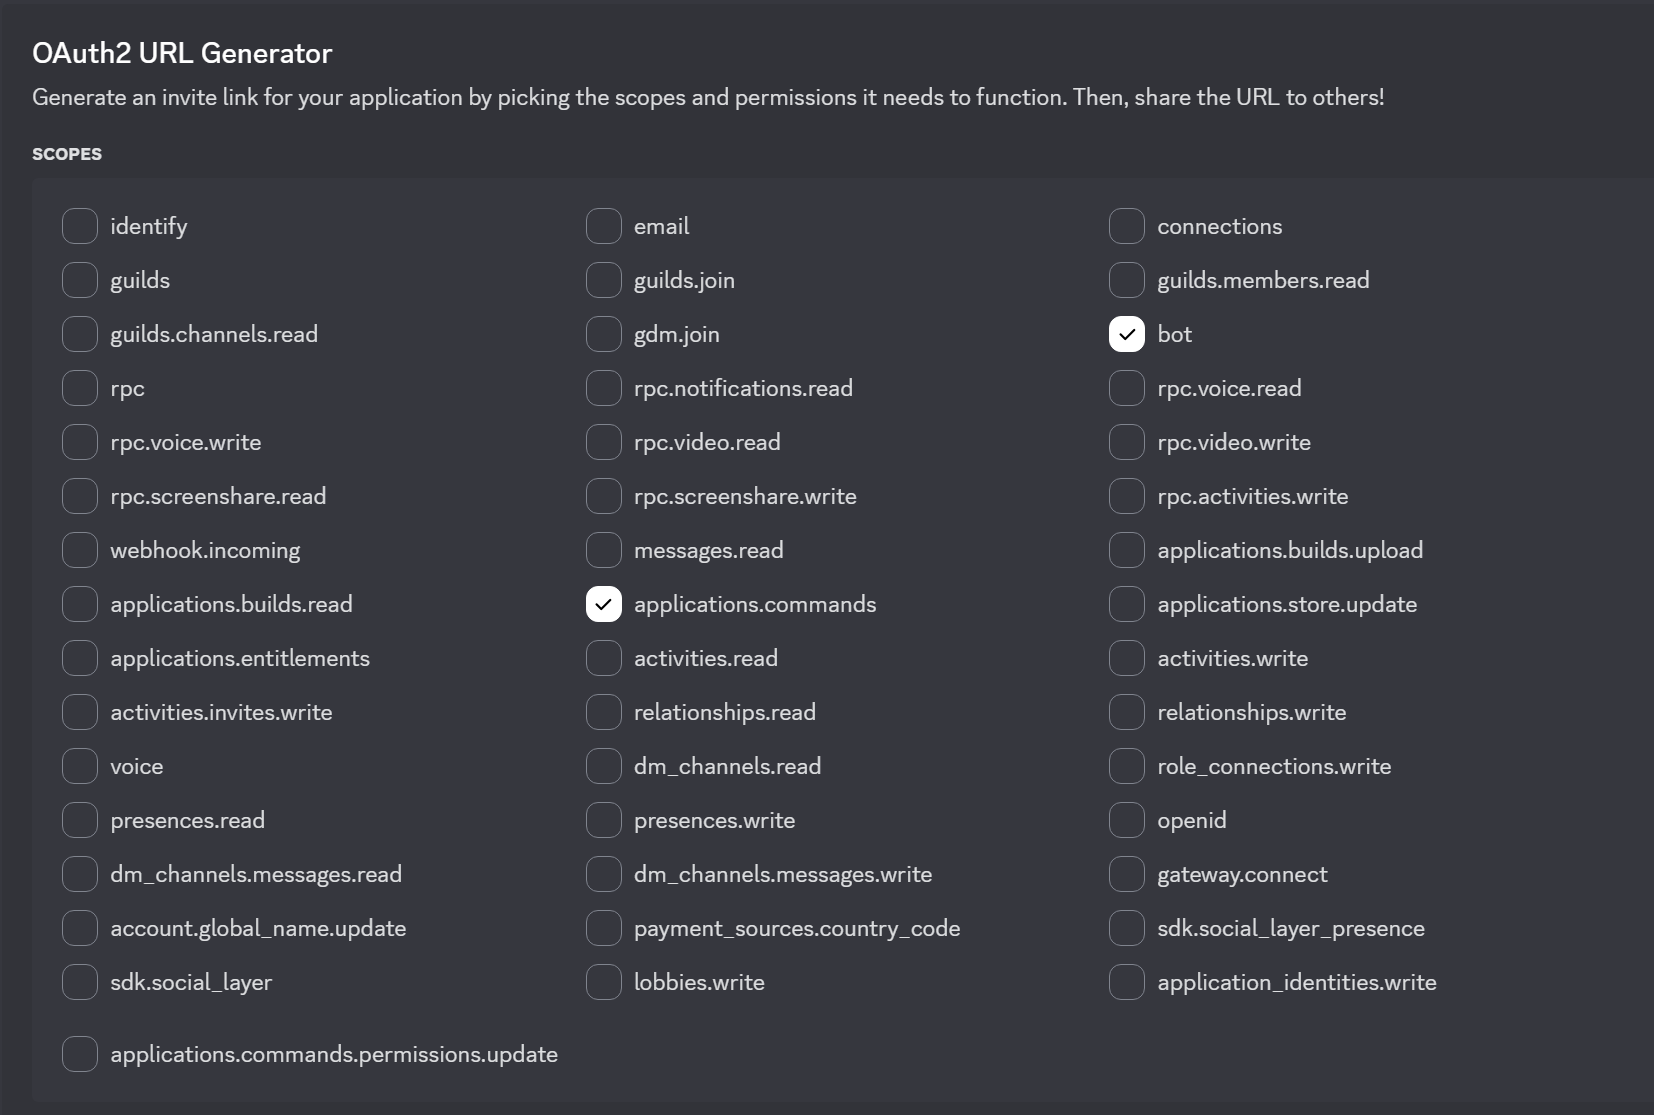 OAuth2 URL Generator
Generate an invite link for your application by picking the scopes and permissions it needs to function. Then, share the URL to others!
SCOPES
identify email connections
guilds guilds.join guilds.members.read
guilds.channels.read gdm.join bot
rpc rpc.notifications.read rpc.voice.read
rpc.voice.write rpc.video.read rpc.video.write
rpc.screenshare.read rpc.screenshare.write rpc.activities.write
webhook.incoming messages.read applications.builds.upload
applications.builds.read applications.commands applications.store.update
applications.entitlements activities.read activities.write
activities.invites.write relationships.read relationships.write
voice dm_channels.read role_connections.write
presences.read presences.write openid
dm_channels.messages.read dm_channels.messages.write gateway.connect
account.global_name.update payment_sources.country_code sdk.social_layer_presence
sdk.social_layer lobbies.write application_identities.write
applications.commands.permissions.update